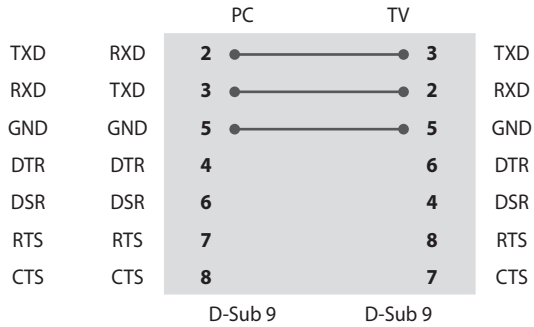 PC TV
TXD RXD 2 3 TXD
RXD TXD 3 2 RXD
GND GND 5 5 GND
DTR DTR 4 6 DTR
DSR DSR 6 4 DSR
RTS RTS 7 8 RTS
CTS CTS 8 7 CTS
D-Sub 9 D-Sub 9